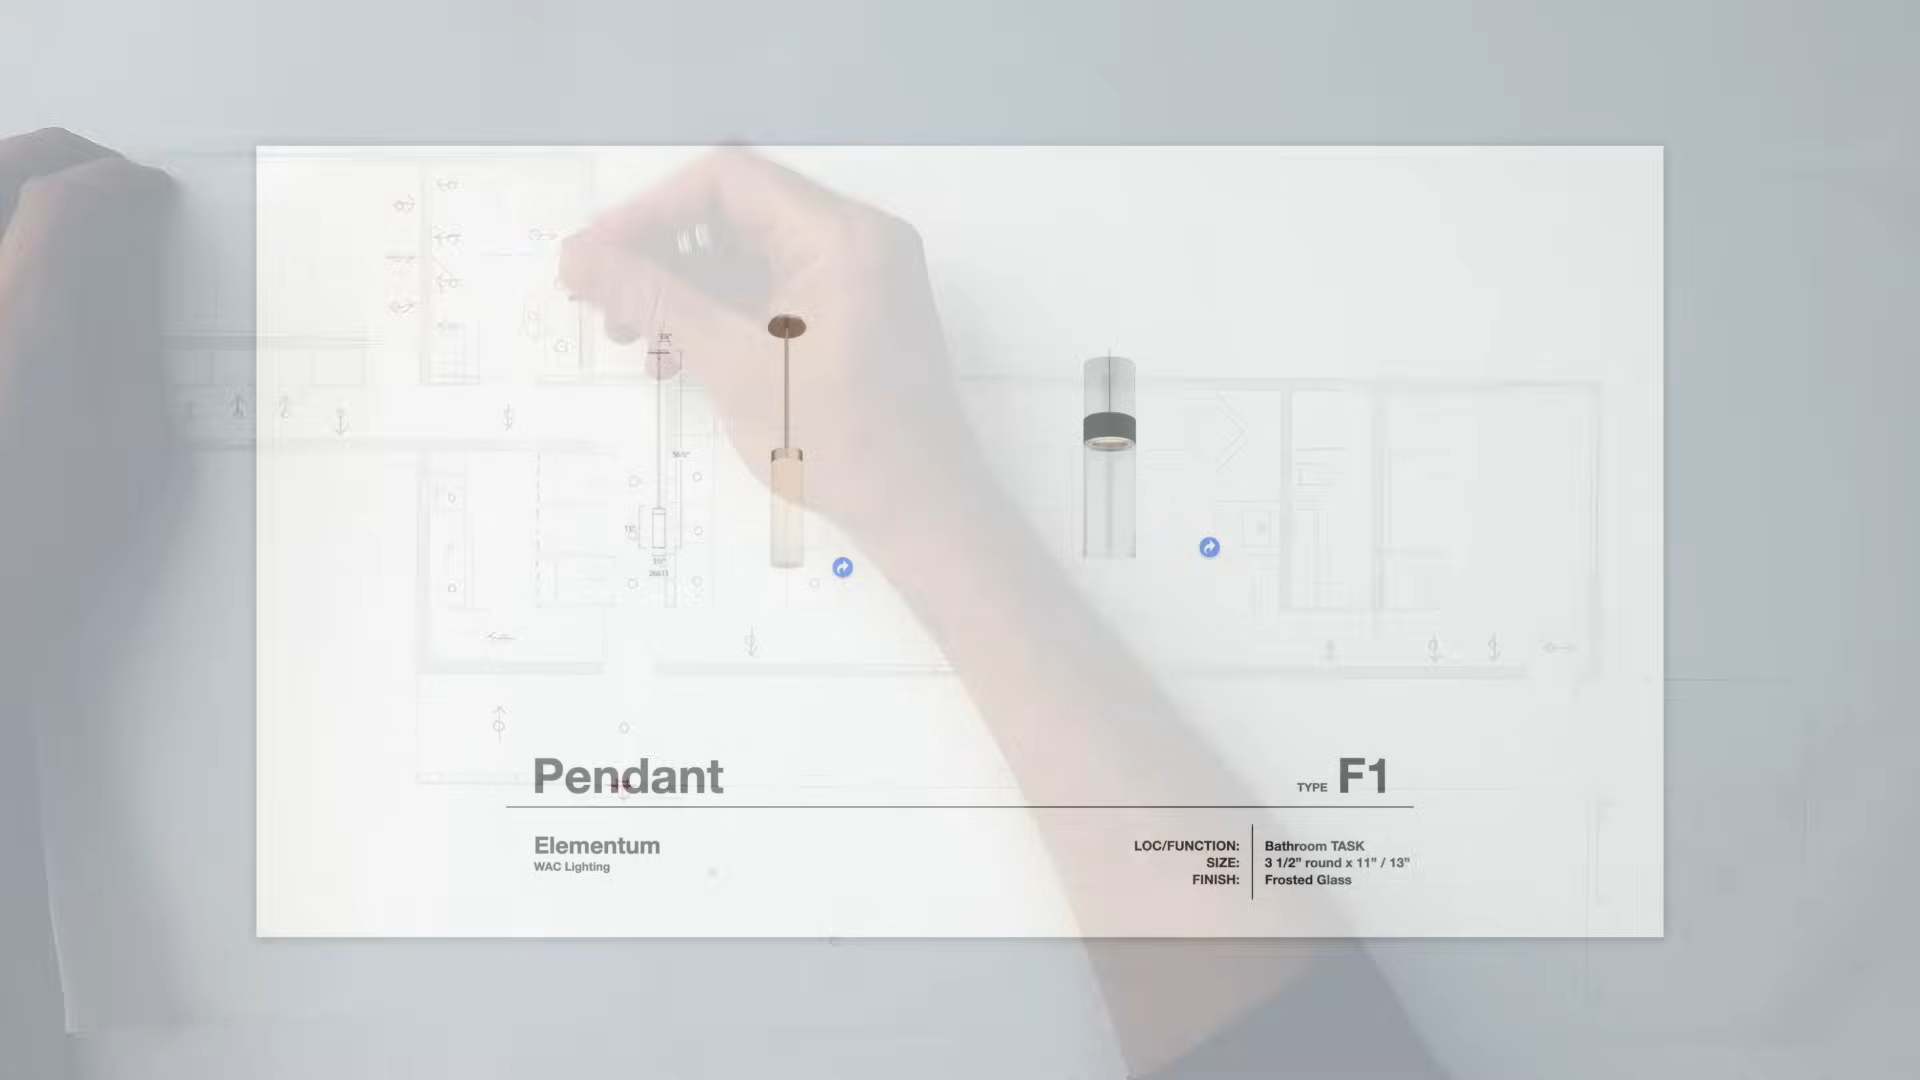 Pendant
TYPE F1
Elementum
WAC Lighting
LOC/FUNCTION: Bathroom TASK
SIZE: 3 1/2” round x 11” / 13”
FINISH: Frosted Glass